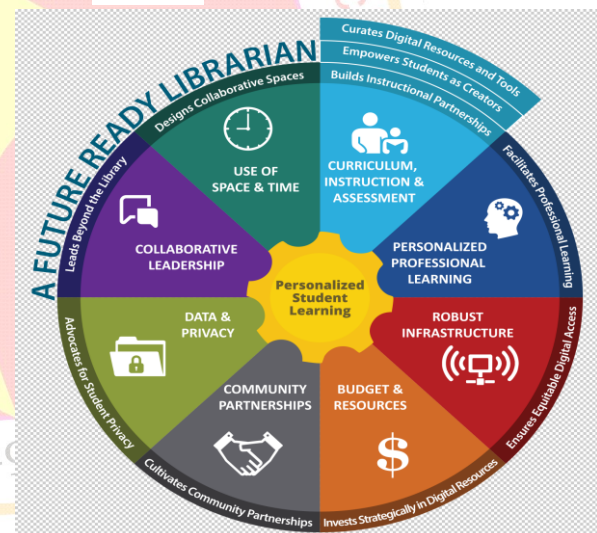 A FUTURE READY LIBRARIAN
Curates Digital Resources and Tools
Empowers Students as Creators
Builds Instructional Partnerships
CURRICULUM,
INSTRUCTION &
ASSESSMENT
Facilitates Professional Learning
PERSONALIZED
PROFESSIONAL
LEARNING
Ensures Equitable Digital Access
ROBUST
INFRASTRUCTURE
Invests Strategically in Digital Resources
BUDGET &
RESOURCES
$
Cultivates Community Partnerships
COMMUNITY
PARTNERSHIPS
Advocates for Student Privacy
DATA &
PRIVACY
Leads Beyond the Library
COLLABORATIVE
LEADERSHIP
Designs Collaborative Spaces
USE OF
SPACE & TIME
Personalized
Student
Learning